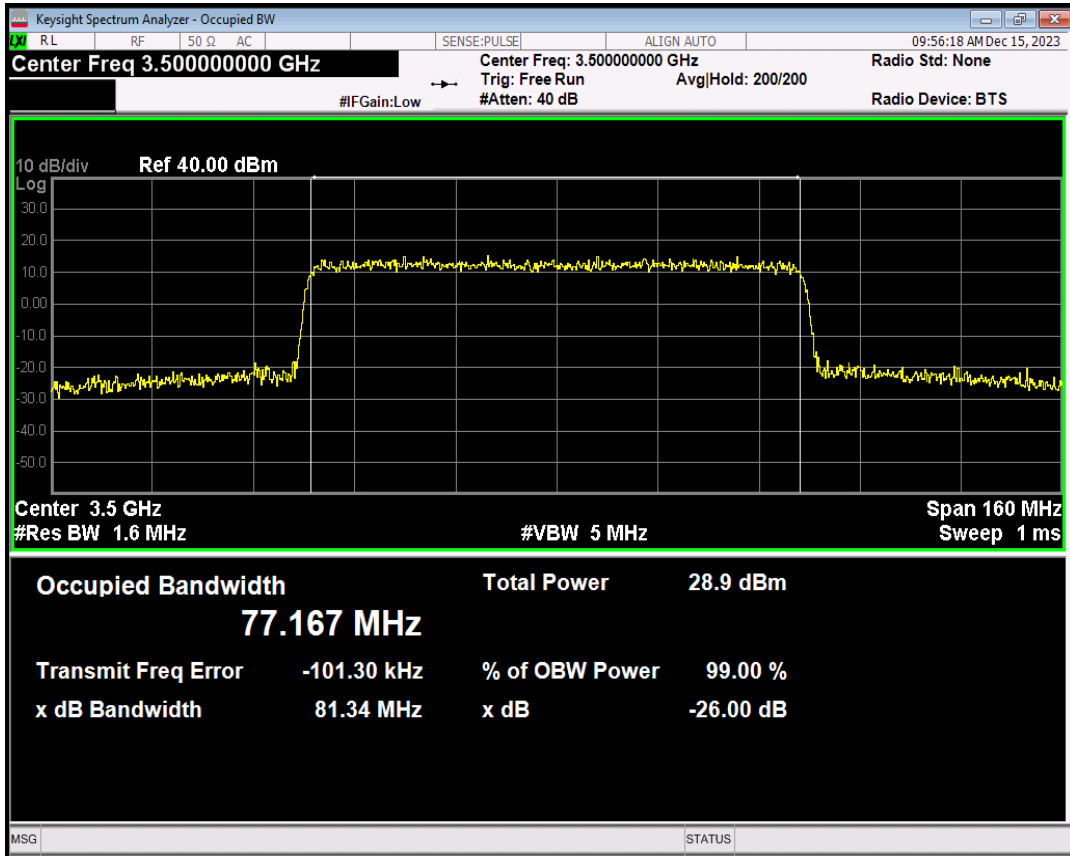 Keysight Spectrum Analyzer - Occupied BW
LXI RL RF 50 Ω AC SENSE:PULSE ALIGN AUTO 09:56:18 AM Dec 15, 2023
Center Freq 3.500000000 GHz Center Freq: 3.500000000 GHz Radio Std: None
Trig: Free Run Avg|Hold: 200/200
#IFGain:Low #Atten: 40 dB Radio Device: BTS
10 dB/div Ref 40.00 dBm
Log
30.0
20.0
10.0
0.00
-10.0
-20.0
-30.0
-40.0
-50.0
Center 3.5 GHz Span 160 MHz
#Res BW 1.6 MHz #VBW 5 MHz Sweep 1 ms
Occupied Bandwidth Total Power 28.9 dBm
77.167 MHz
Transmit Freq Error -101.30 kHz % of OBW Power 99.00 %
x dB Bandwidth 81.34 MHz x dB -26.00 dB
MSG STATUS